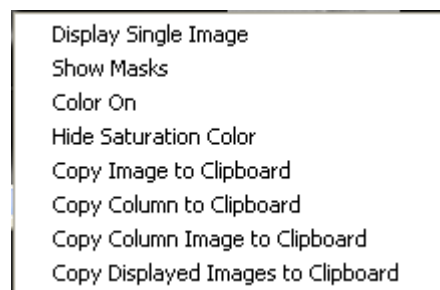 Display Single Image
Show Masks
Color On
Hide Saturation Color
Copy Image to Clipboard
Copy Column to Clipboard
Copy Column Image to Clipboard
Copy Displayed Images to Clipboard